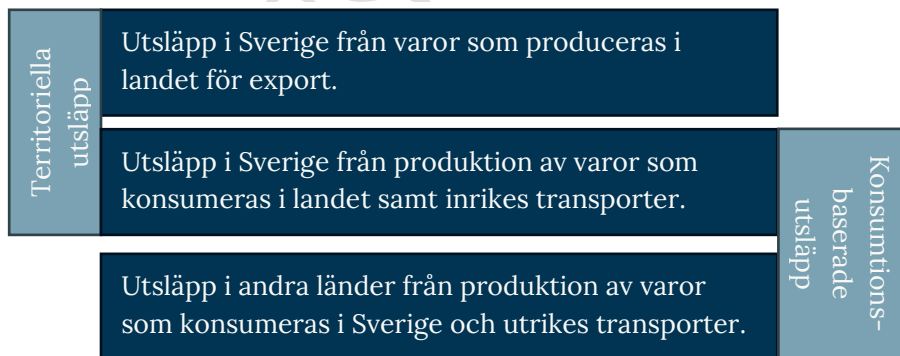 Territoriella
utsläpp
Utsläpp i Sverige från varor som produceras i
landet för export.
Utsläpp i Sverige från produktion av varor som
konsumeras i landet samt inrikes transporter.
Utsläpp i andra länder från produktion av varor
som konsumeras i Sverige och utrikes transporter.
Konsumtions-
baserade
utsläpp